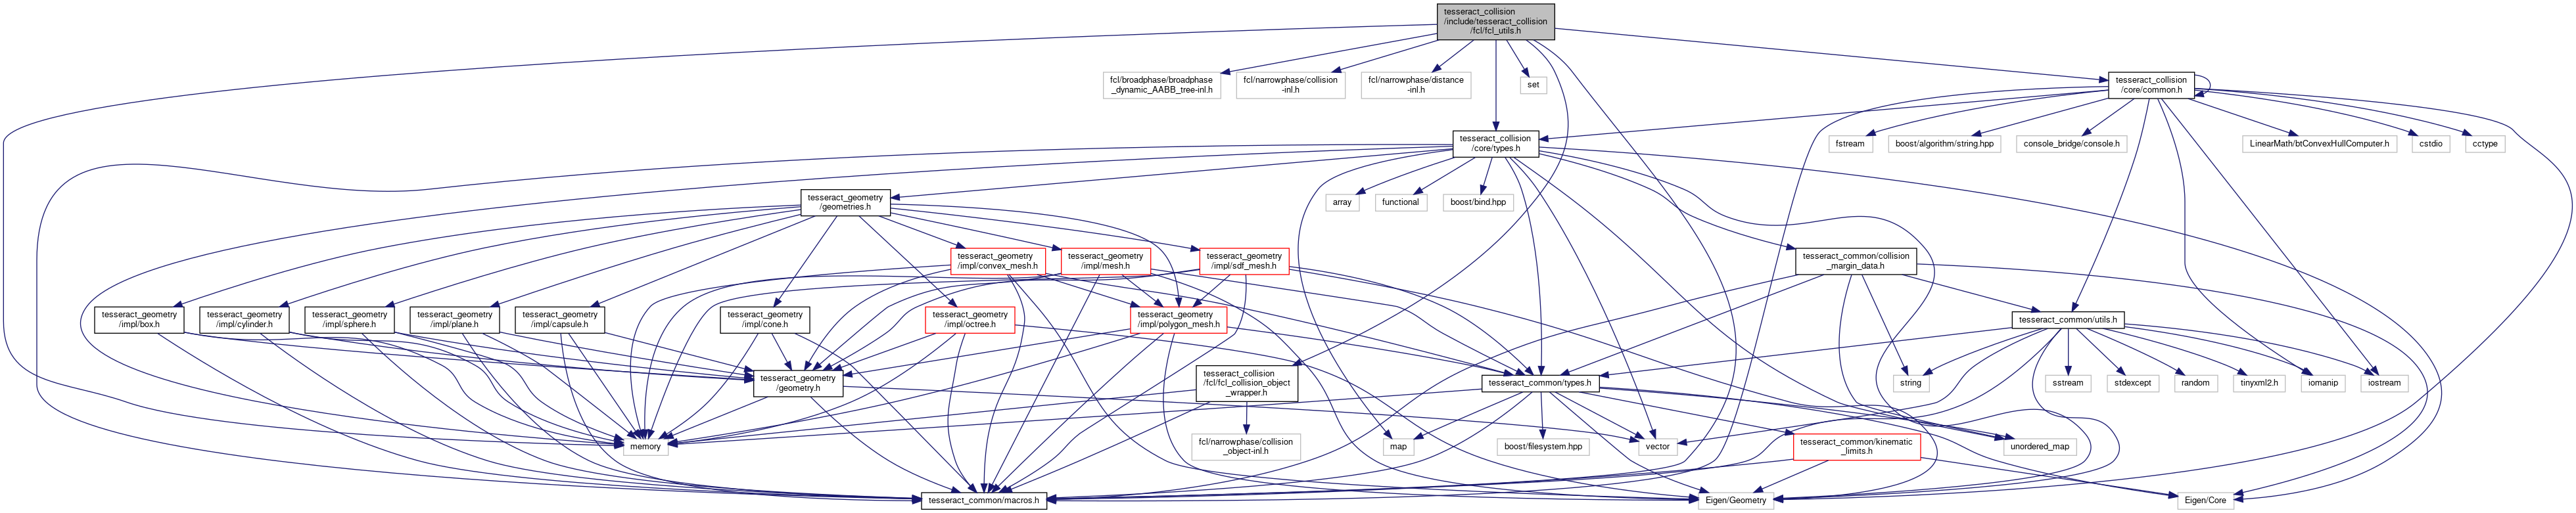 tesseract_collision
/include/tesseract_collision
/fcl/fcl_utils.h
fcl/broadphase/broadphase
_dynamic_AABB_tree-inl.h
fcl/narrowphase/collision
-inl.h
fcl/narrowphase/distance
-inl.h
set
tesseract_collision
/core/common.h
tesseract_collision
/core/types.h
fstream
boost/algorithm/string.hpp
console_bridge/console.h
LinearMath/btConvexHullComputer.h
cstdio
cctype
tesseract_geometry
/geometries.h
array
functional
boost/bind.hpp
tesseract_geometry
/impl/convex_mesh.h
tesseract_geometry
/impl/mesh.h
tesseract_geometry
/impl/sdf_mesh.h
tesseract_common/collision
_margin_data.h
tesseract_geometry
/impl/box.h
tesseract_geometry
/impl/cylinder.h
tesseract_geometry
/impl/sphere.h
tesseract_geometry
/impl/plane.h
tesseract_geometry
/impl/capsule.h
tesseract_geometry
/impl/cone.h
tesseract_geometry
/impl/octree.h
tesseract_geometry
/impl/polygon_mesh.h
tesseract_common/utils.h
tesseract_geometry
/geometry.h
tesseract_collision
/fcl/fcl_collision_object
_wrapper.h
tesseract_common/types.h
string
sstream
stdexcept
random
tinyxml2.h
iomanip
iostream
memory
fcl/narrowphase/collision
_object-inl.h
map
boost/filesystem.hpp
vector
tesseract_common/kinematic
_limits.h
unordered_map
tesseract_common/macros.h
Eigen/Geometry
Eigen/Core